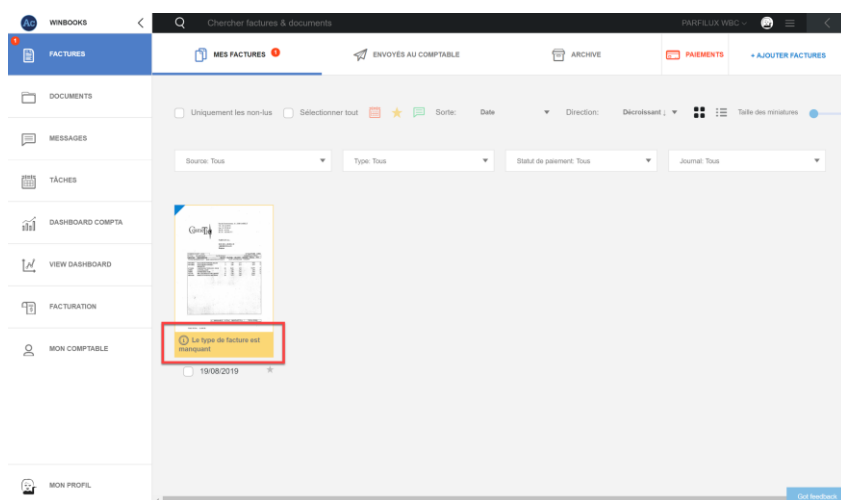 Ac WINBOOKS
Chercher factures & documents
PARFILUX WBC
1
FACTURES
MES FACTURES 1
ENVOYÉS AU COMPTABLE
ARCHIVE
PAIEMENTS
+ AJOUTER FACTURES
DOCUMENTS
MESSAGES
TÂCHES
DASHBOARD COMPTA
VIEW DASHBOARD
FACTURATION
MON COMPTABLE
MON PROFIL
Uniquement les non-lus
Sélectionner tout
Sorte: Date
Direction: Décroissant ↓
Taille des miniatures
Source: Tous
Type: Tous
Statut de paiement: Tous
Journal: Tous
Le type de facture est
manquant
19/08/2019
Got feedback